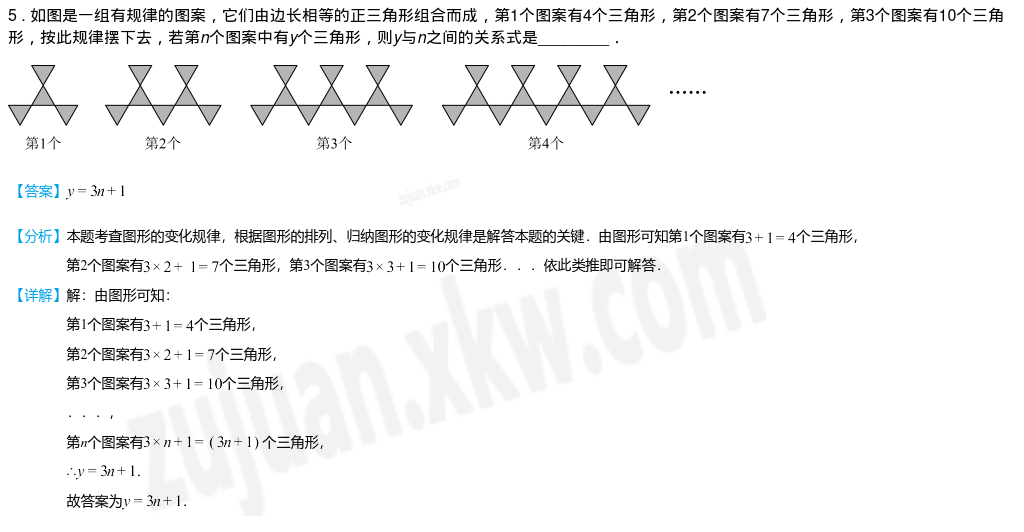 5．如图是一组有规律的图案，它们由边长相等的正三角形组合而成，第1个图案有4个三角形，第2个图案有7个三角形，第3个图案有10个三角
形，按此规律摆下去，若第n个图案中有y个三角形，则y与n之间的关系式是________．
第1个 第2个 第3个 第4个 ……
【答案】y = 3n + 1
zujuan.xkw.com
【分析】本题考查图形的变化规律，根据图形的排列、归纳图形的变化规律是解答本题的关键．由图形可知第1个图案有3 + 1 = 4个三角形，
第2个图案有3 × 2 + 1 = 7个三角形，第3个图案有3 × 3 + 1 = 10个三角形．．．依此类推即可解答．
【详解】解：由图形可知：
第1个图案有3 + 1 = 4个三角形，
第2个图案有3 × 2 + 1 = 7个三角形，
第3个图案有3 × 3 + 1 = 10个三角形，
．．．，
第n个图案有3 × n + 1 = (3n + 1)个三角形，
∴y = 3n + 1．
故答案为y = 3n + 1．
zujuan.xkw.com